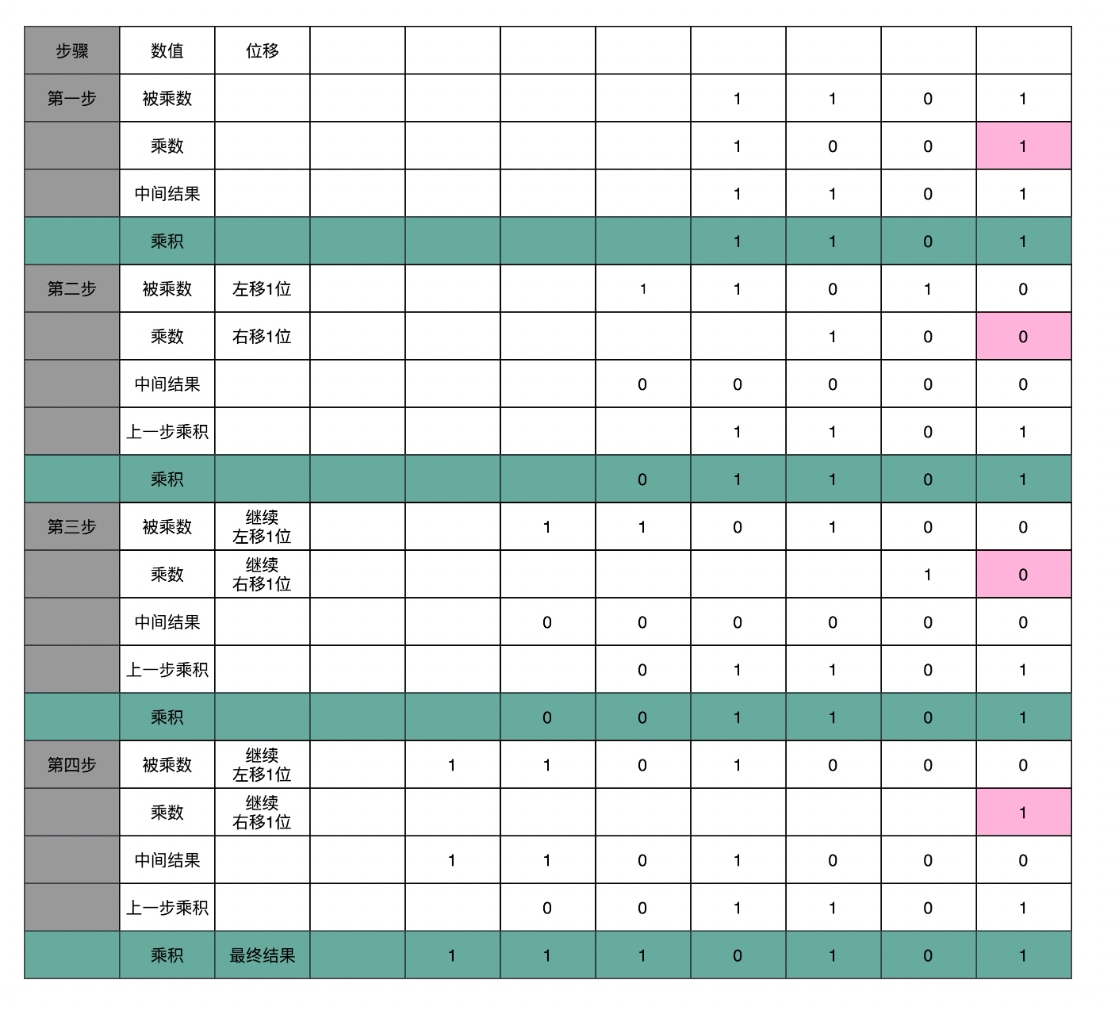 步骤 数值 位移
第一步 被乘数 1 1 0 1
乘数 1 0 0 1
中间结果 1 1 0 1
乘积 1 1 0 1
第二步 被乘数 左移1位 1 1 0 1 0
乘数 右移1位 1 0 0
中间结果 0 0 0 0 0
上一步乘积 1 1 0 1
乘积 0 1 1 0 1
第三步 被乘数 继续
左移1位 1 1 0 1 0 0
乘数 继续
右移1位 1 0
中间结果 0 0 0 0 0 0
上一步乘积 0 1 1 0 1
乘积 0 0 1 1 0 1
第四步 被乘数 继续
左移1位 1 1 0 1 0 0 0
乘数 继续
右移1位 1
中间结果 1 1 0 1 0 0 0
上一步乘积 0 0 1 1 0 1
乘积 最终结果 1 1 1 0 1 0 1